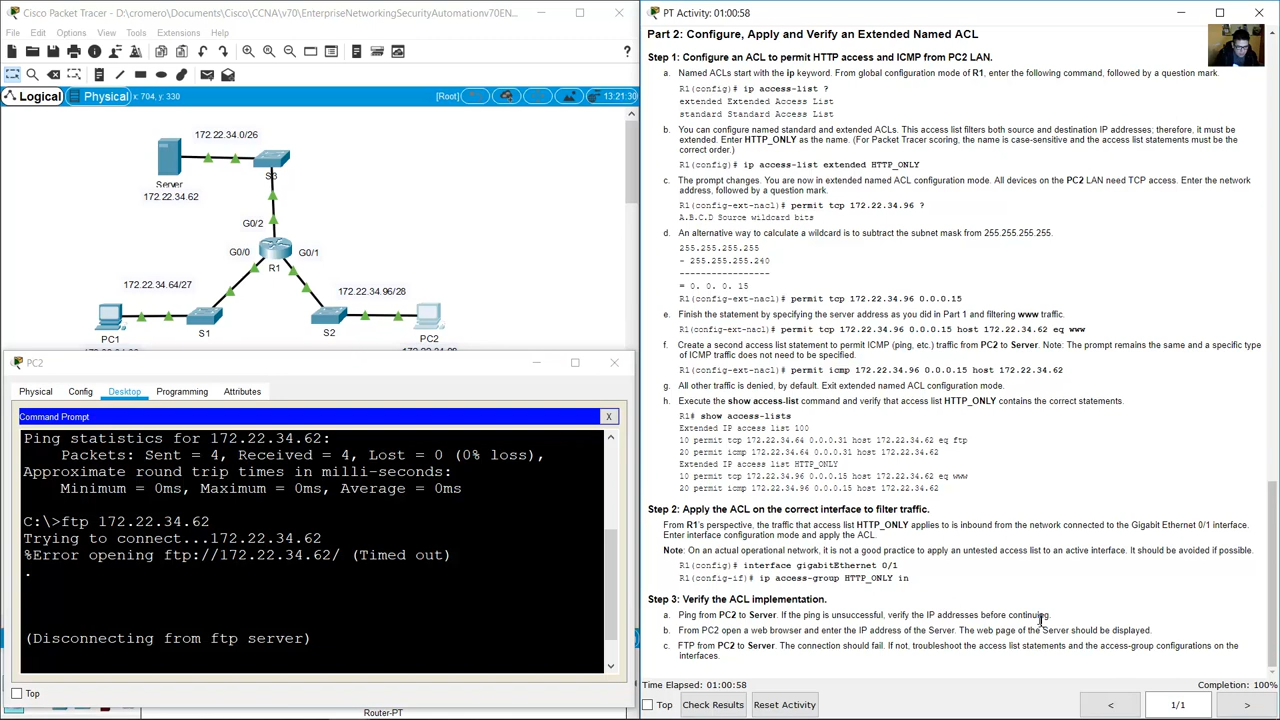 Cisco Packet Tracer - C:\Users\cromero\Documents\Cisco\CCNA\v70\EnterpriseNetworkingSecurityAutomationv70EN...
File Edit Options View Tools Extensions Help
Logical Physical x: 704, y: 330 [Root] 13:21:30
172.22.34.0/26
Server
172.22.34.62
S3
G0/2
G0/0 G0/1
R1
172.22.34.64/27
172.22.34.96/28
PC1 S1 S2 PC2
PC2
Physical Config Desktop Programming Attributes
Command Prompt X
Ping statistics for 172.22.34.62:
Packets: Sent = 4, Received = 4, Lost = 0 (0% loss),
Approximate round trip times in milli-seconds:
Minimum = 0ms, Maximum = 0ms, Average = 0ms
C:\>ftp 172.22.34.62
Trying to connect...172.22.34.62
%Error opening ftp://172.22.34.62/ (Timed out)
.
(Disconnecting from ftp server)
Top
Router-PT
PT Activity: 01:00:58
Part 2: Configure, Apply and Verify an Extended Named ACL
Step 1: Configure an ACL to permit HTTP access and ICMP from PC2 LAN.
a. Named ACLs start with the ip keyword. From global configuration mode of R1, enter the following command, followed by a question mark.
R1(config)# ip access-list ?
extended Extended Access List
standard Standard Access List
b. You can configure named standard and extended ACLs. This access list filters both source and destination IP addresses; therefore, it must be
extended. Enter HTTP_ONLY as the name. (For Packet Tracer scoring, the name is case-sensitive and the access list statements must be the
correct order.)
R1(config)# ip access-list extended HTTP_ONLY
c. The prompt changes. You are now in extended named ACL configuration mode. All devices on the PC2 LAN need TCP access. Enter the network
address, followed by a question mark.
R1(config-ext-nacl)# permit tcp 172.22.34.96 ?
A.B.C.D Source wildcard bits
d. An alternative way to calculate a wildcard is to subtract the subnet mask from 255.255.255.255.
255.255.255.255
- 255.255.255.240
-----------------
= 0. 0. 0. 15
R1(config-ext-nacl)# permit tcp 172.22.34.96 0.0.0.15
e. Finish the statement by specifying the server address as you did in Part 1 and filtering www traffic.
R1(config-ext-nacl)# permit tcp 172.22.34.96 0.0.0.15 host 172.22.34.62 eq www
f. Create a second access list statement to permit ICMP (ping, etc.) traffic from PC2 to Server. Note: The prompt remains the same and a specific type
of ICMP traffic does not need to be specified.
R1(config-ext-nacl)# permit icmp 172.22.34.96 0.0.0.15 host 172.22.34.62
g. All other traffic is denied, by default. Exit extended named ACL configuration mode.
h. Execute the show access-list command and verify that access list HTTP_ONLY contains the correct statements.
R1# show access-lists
Extended IP access list 100
10 permit tcp 172.22.34.64 0.0.0.31 host 172.22.34.62 eq ftp
20 permit icmp 172.22.34.64 0.0.0.31 host 172.22.34.62
Extended IP access list HTTP_ONLY
10 permit tcp 172.22.34.96 0.0.0.15 host 172.22.34.62 eq www
20 permit icmp 172.22.34.96 0.0.0.15 host 172.22.34.62
Step 2: Apply the ACL on the correct interface to filter traffic.
From R1's perspective, the traffic that access list HTTP_ONLY applies to is inbound from the network connected to the Gigabit Ethernet 0/1 interface.
Enter interface configuration mode and apply the ACL.
Note: On an actual operational network, it is not a good practice to apply an untested access list to an active interface. It should be avoided if possible.
R1(config)# interface gigabitEthernet 0/1
R1(config-if)# ip access-group HTTP_ONLY in
Step 3: Verify the ACL implementation.
a. Ping from PC2 to Server. If the ping is unsuccessful, verify the IP addresses before continuing.
b. From PC2 open a web browser and enter the IP address of the Server. The web page of the Server should be displayed.
c. FTP from PC2 to Server. The connection should fail. If not, troubleshoot the access list statements and the access-group configurations on the
interfaces.
Time Elapsed: 01:00:58 Completion: 100%
Top Check Results Reset Activity < 1/1 >